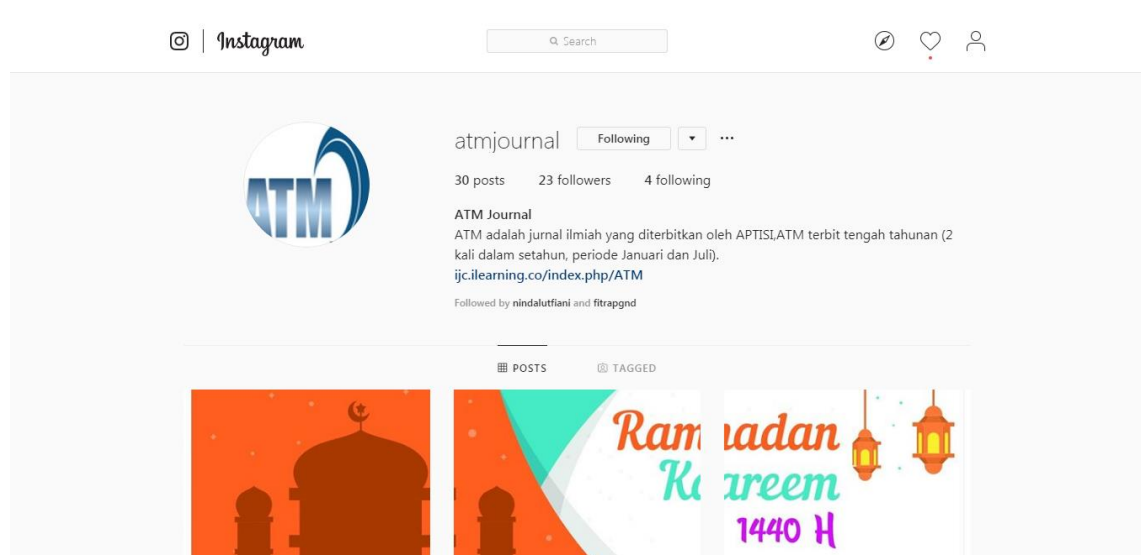 Instagram
Search
atmjournal Following
30 posts 23 followers 4 following
ATM Journal
ATM adalah jurnal ilmiah yang diterbitkan oleh APTISI,ATM terbit tengah tahunan (2
kali dalam setahun, periode Januari dan Juli).
ijc.ilearning.co/index.php/ATM
Followed by nindalutfiani and fitrapgnd
ATM
POSTS TAGGED
Ram adan
Ka reem
1440 H